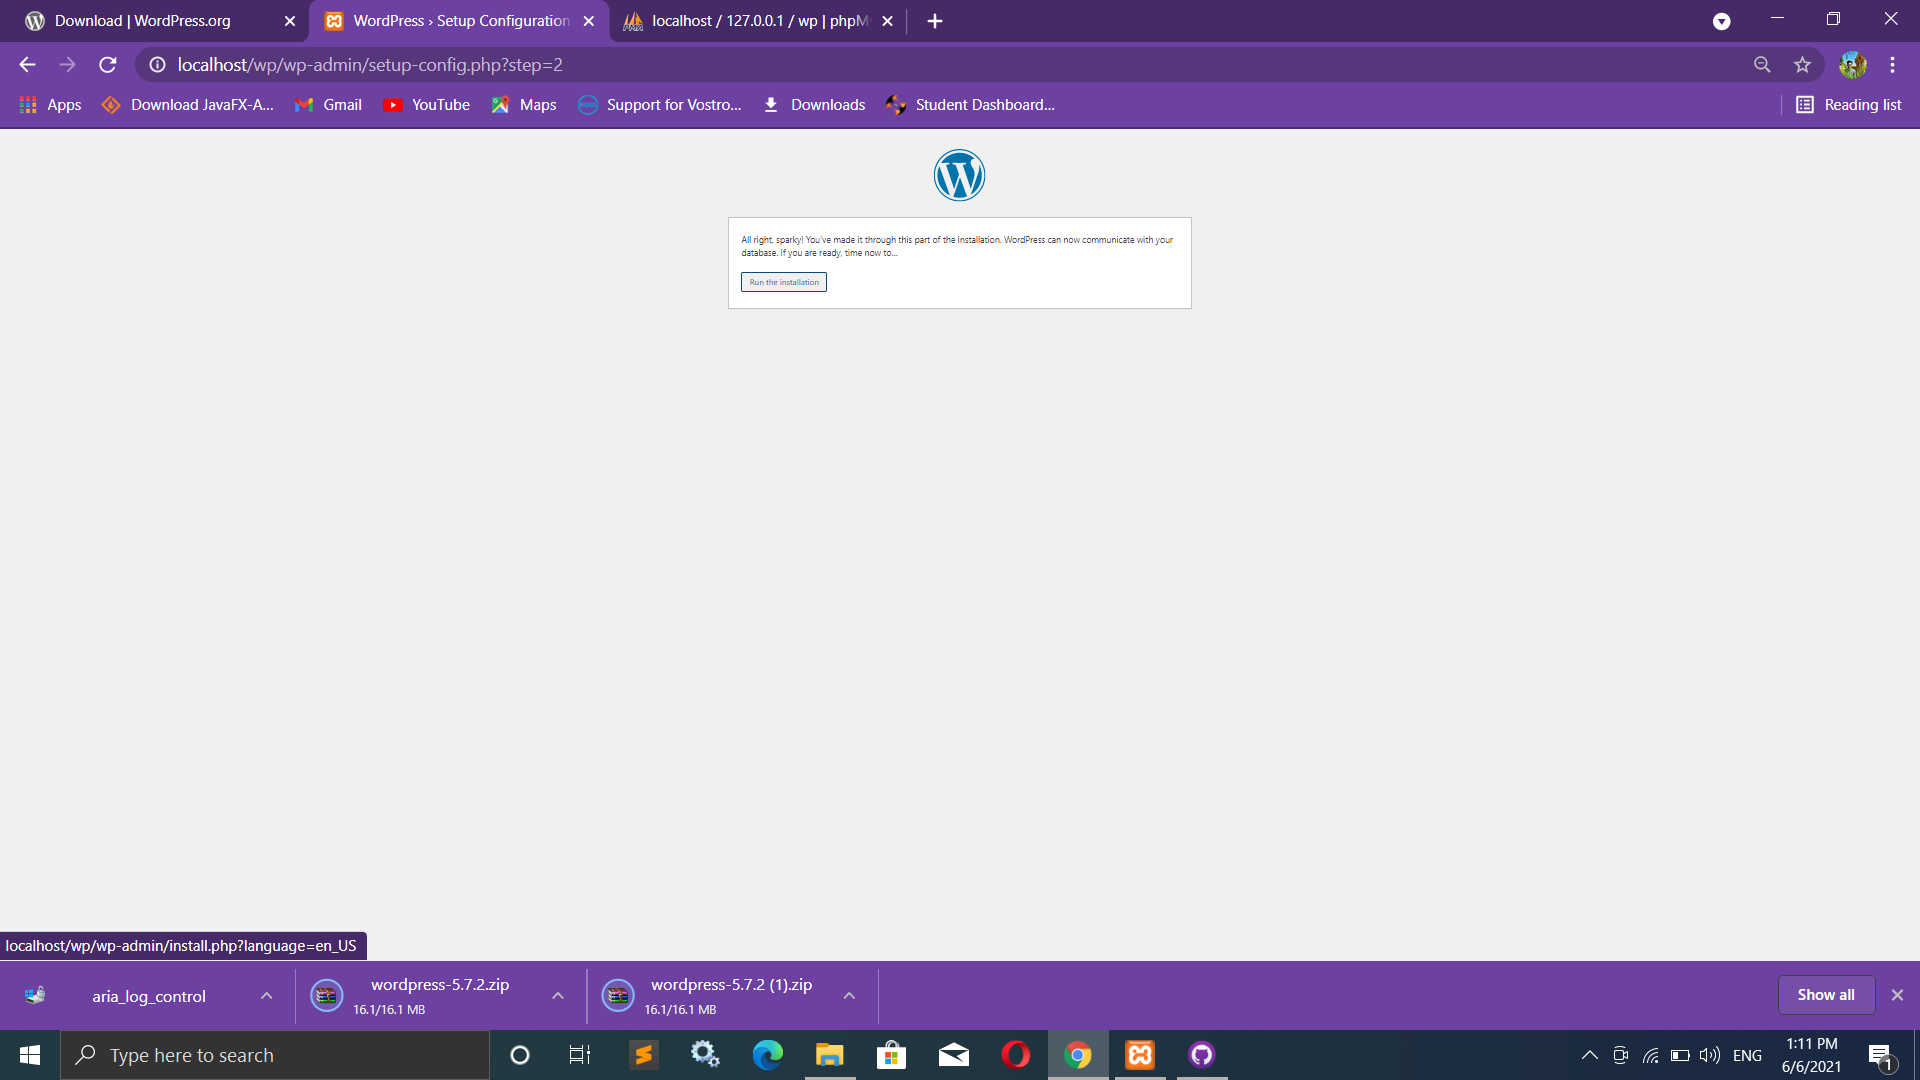 Download | WordPress.org
WordPress › Setup Configuration
localhost / 127.0.0.1 / wp | phpM
localhost/wp/wp-admin/setup-config.php?step=2
Apps
Download JavaFX-A...
Gmail
YouTube
Maps
Support for Vostro...
Downloads
Student Dashboard...
Reading list
All right, sparky! You've made it through this part of the installation. WordPress can now communicate with your
database. If you are ready, time now to...
Run the installation
localhost/wp/wp-admin/install.php?language=en_US
aria_log_control
wordpress-5.7.2.zip
16.1/16.1 MB
wordpress-5.7.2 (1).zip
16.1/16.1 MB
Show all
Type here to search
ENG
1:11 PM
6/6/2021
1